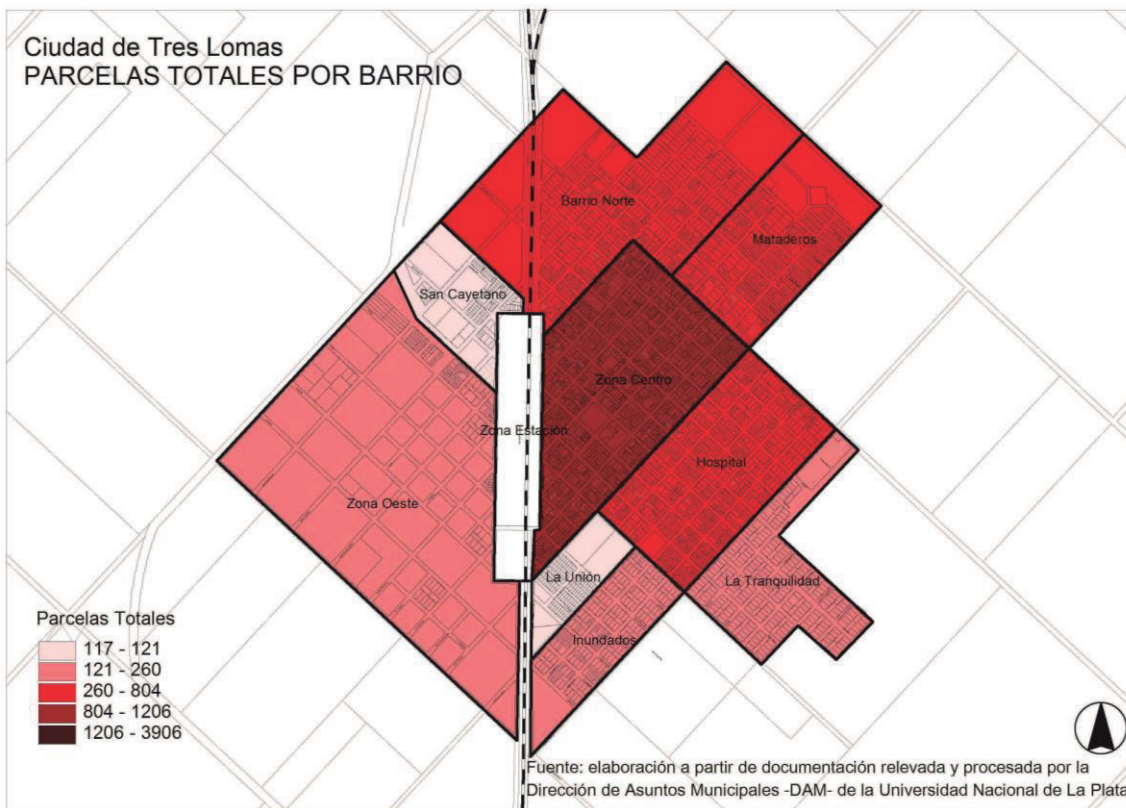 Ciudad de Tres Lomas
PARCELAS TOTALES POR BARRIO
Barrio Norte
Mataderos
San Cayetano
Zona Centro
Zona Estación
Hospital
Zona Oeste
La Unión
La Tranquilidad
Inundados
Parcelas Totales
117 - 121
121 - 260
260 - 804
804 - 1206
1206 - 3906
Fuente: elaboración a partir de documentación relevada y procesada por la
Dirección de Asuntos Municipales -DAM- de la Universidad Nacional de La Plata